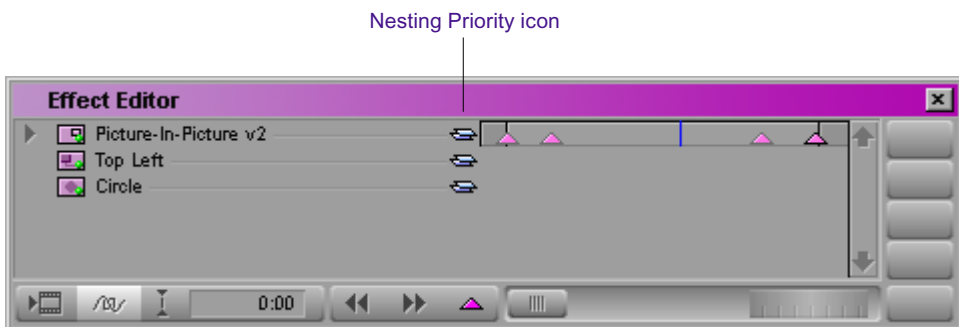 Nesting Priority icon
Effect Editor
Picture-In-Picture v2
Top Left
Circle
0:00